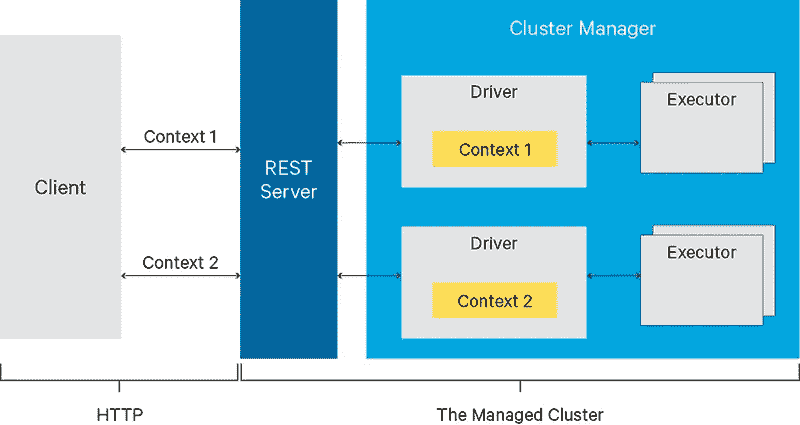 Cluster Manager
Driver
Executor
Context 1
Context 1
REST
Server
Client
Context 2
Driver
Executor
Context 2
HTTP
The Managed Cluster